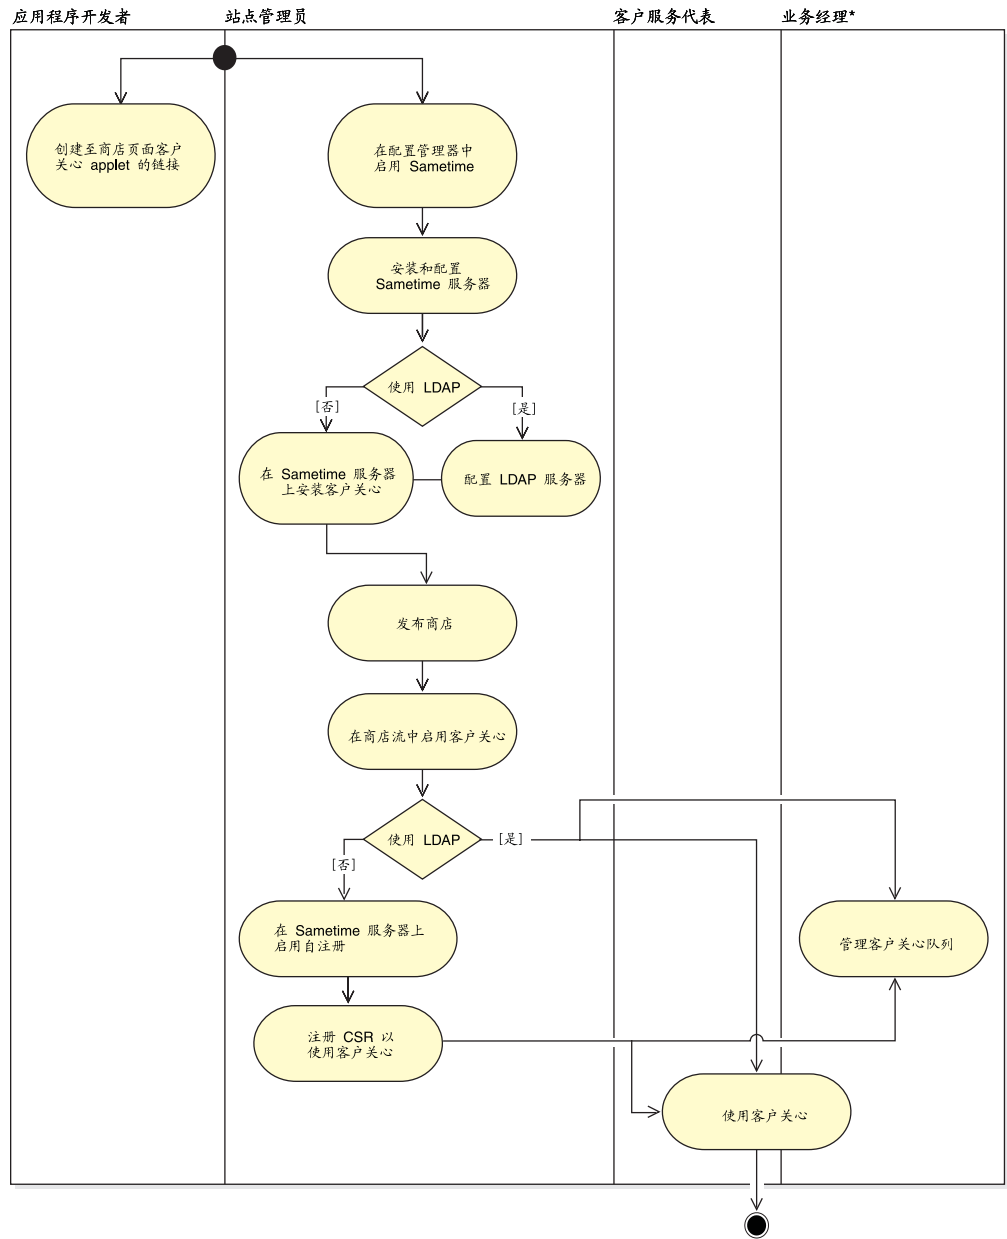 应用程序开发者
站点管理员
客户服务代表
业务经理*
创建至商店页面客户
关心 applet 的链接
在配置管理器中
启用 Sametime
安装和配置
Sametime 服务器
使用 LDAP
[否]
[是]
在 Sametime 服务器
上安装客户关心
配置 LDAP 服务器
发布商店
在商店流中启用客户关心
使用 LDAP
[是]
[否]
在 Sametime 服务器上
启用自注册
管理客户关心队列
注册 CSR 以
使用客户关心
使用客户关心